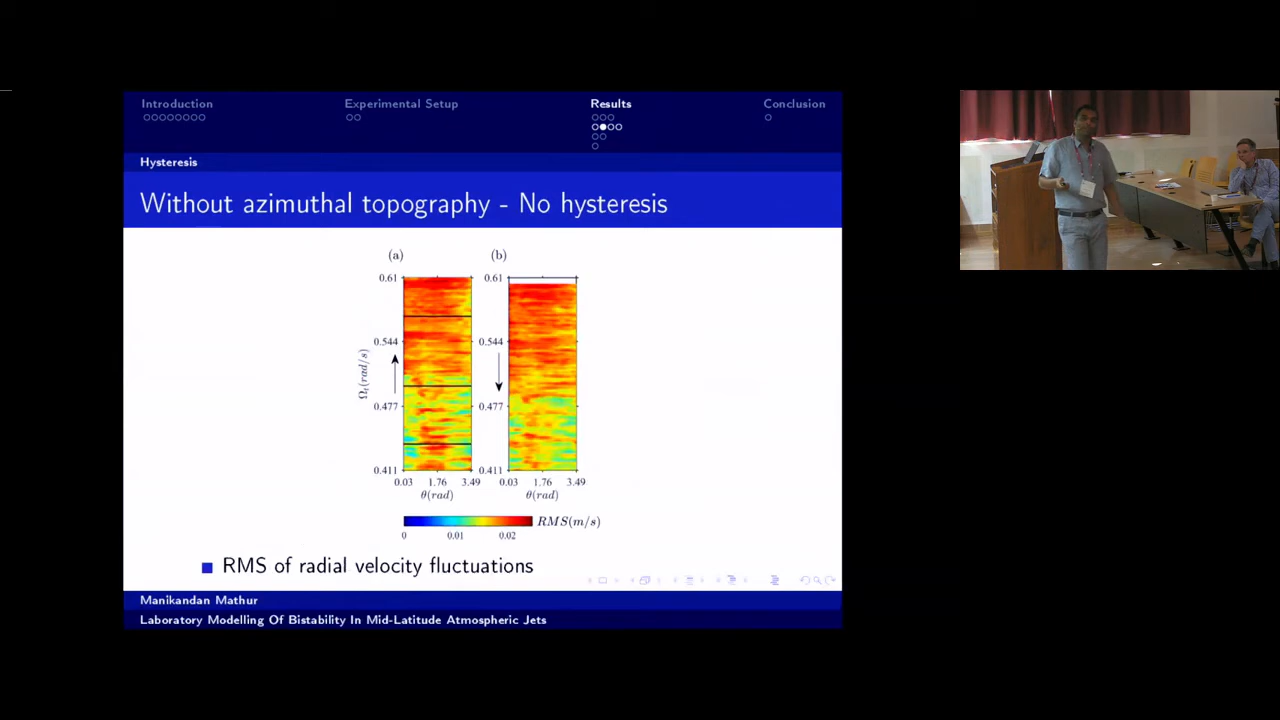 Introduction Experimental Setup Results Conclusion
Hysteresis
Without azimuthal topography - No hysteresis
(a) (b)
0.61 0.61
0.544 0.544
Ωt(rad/s)
0.477 0.477
0.411 0.411
0.03 1.76 3.49 0.03 1.76 3.49
θ(rad) θ(rad)
RMS(m/s)
0 0.01 0.02
RMS of radial velocity fluctuations
Manikandan Mathur
Laboratory Modelling Of Bistability In Mid-Latitude Atmospheric Jets